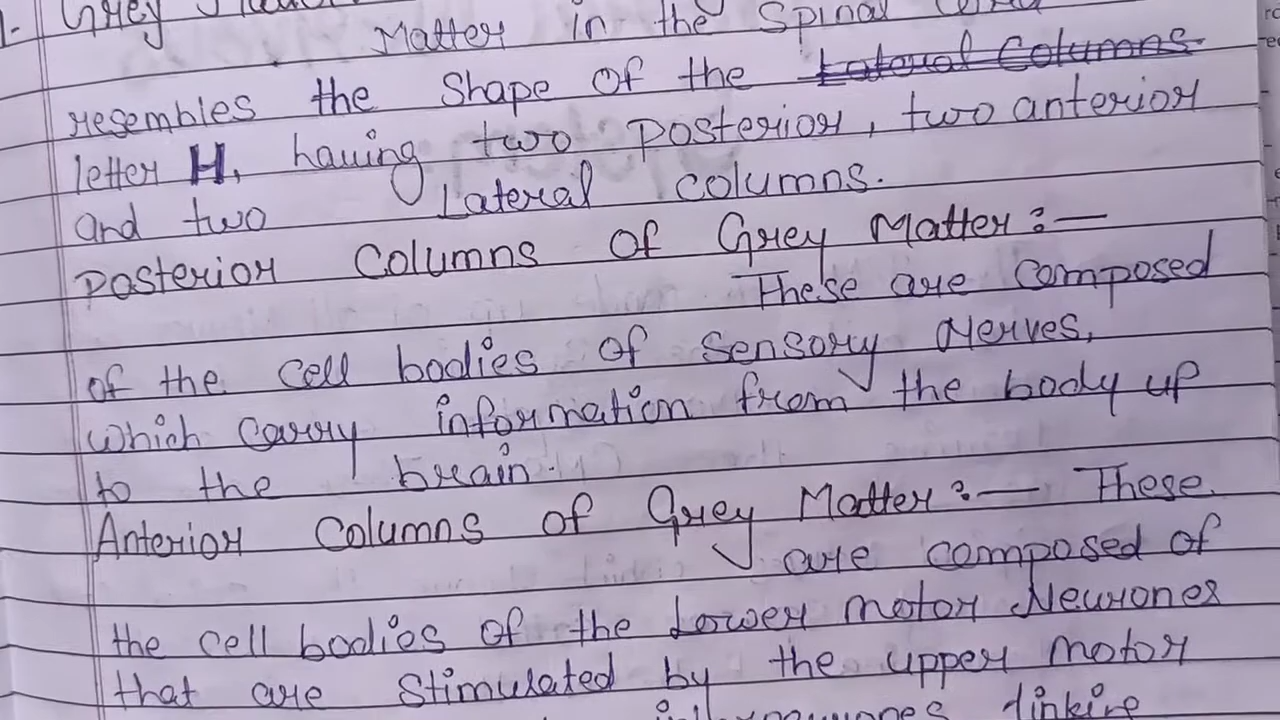 1. Grey
Matter in the Spinal
resembles the Shape of the Lateral Columns
letter H, having two Posterior, two anterior
and two Lateral columns.
Posterior Columns of Grey Matter:—
These are composed
of the cell bodies of sensory Nerves,
which carry information from the body up
to the brain.
Anterior Columns of Grey Matter:— These
are composed of
the cell bodies of the Lower motor Neurones
that are Stimulated by the upper motor
linking